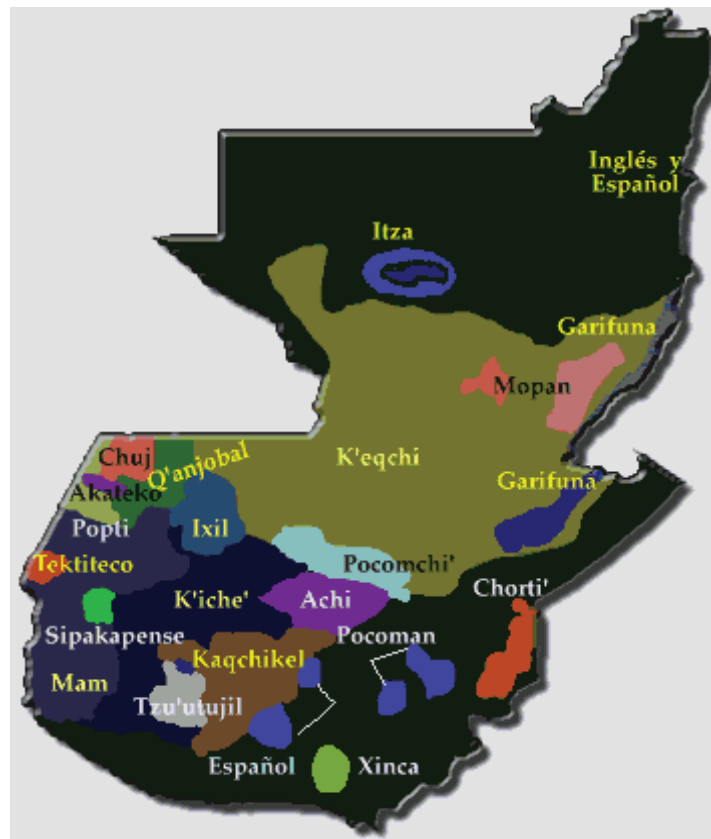 Inglés y
Español
Itza
Garifuna
Mopan
Chuj
Q'anjobal
K'eqchi
Garifuna
Akateko
Popti
Ixil
Tektiteco
Pocomchi'
Chorti'
K'iche'
Achi
Sipakapense
Pocoman
Kaqchikel
Mam
Tzu'utujil
Español
Xinca